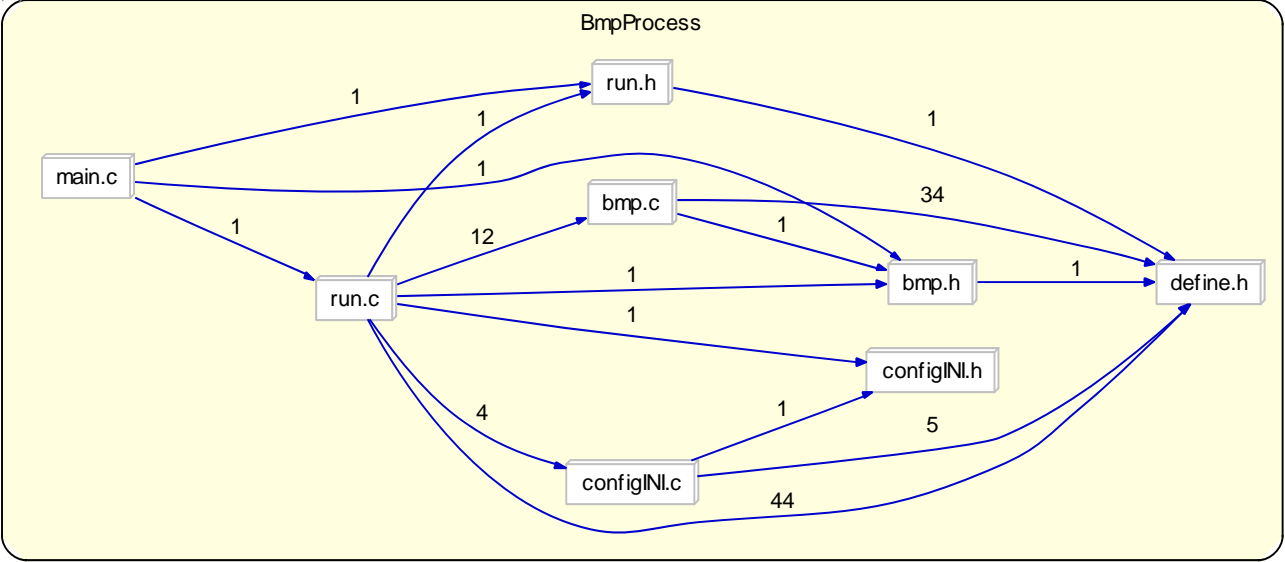 BmpProcess
run.h
1
1
1
main.c
1
bmp.c
34
1
12
1
run.c
1
bmp.h
1
define.h
1
configINI.h
1
4
5
configINI.c
44